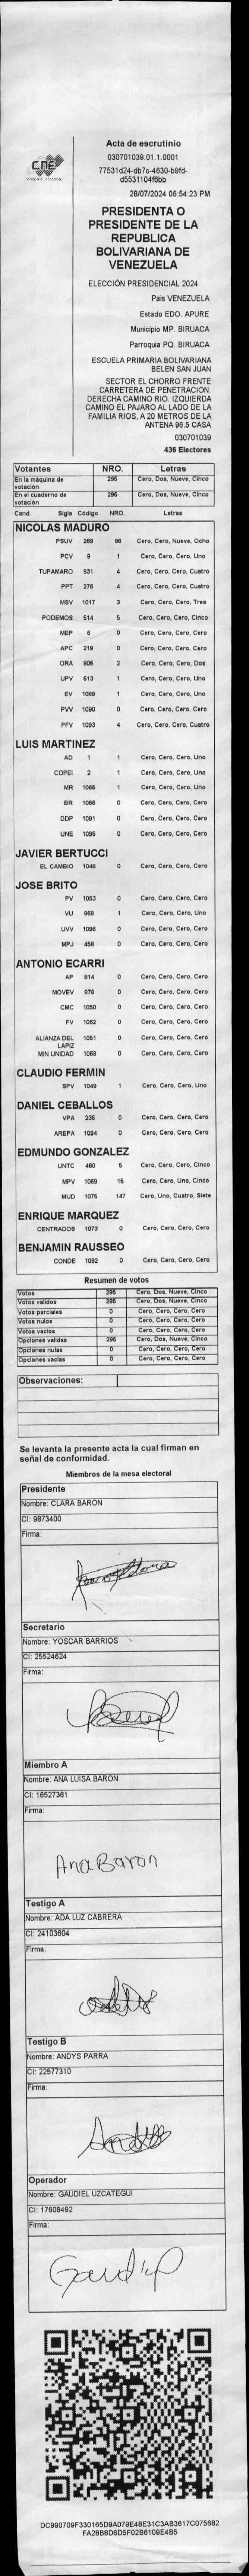 CNE
Acta de escrutinio
030701039.01.1.0001
77531d24-db7c-4630-b9fd-
d5531104f6bb
28/07/2024 06:54:23 PM
PRESIDENTA O
PRESIDENTE DE LA
REPUBLICA
BOLIVARIANA DE
VENEZUELA
ELECCIÓN PRESIDENCIAL 2024
País VENEZUELA
Estado EDO. APURE
Municipio MP. BIRUACA
Parroquia PQ. BIRUACA
ESCUELA PRIMARIA BOLIVARIANA
BELEN SAN JUAN
SECTOR EL CHORRO FRENTE
CARRETERA DE PENETRACION.
DERECHA CAMINO RIO. IZQUIERDA
CAMINO EL PAJARO AL LADO DE LA
FAMILIA RIOS, A 20 METROS DE LA
ANTENA 96.5 CASA
030701039
436 Electores
Votantes NRO. Letras
En la máquina de votación 295 Cero, Dos, Nueve, Cinco
En el cuaderno de votación 295 Cero, Dos, Nueve, Cinco
Cand. Sigla Código NRO. Letras
NICOLAS MADURO
PSUV 269 98 Cero, Cero, Nueve, Ocho
PCV 9 1 Cero, Cero, Cero, Uno
TUPAMARO 931 4 Cero, Cero, Cero, Cuatro
PPT 276 4 Cero, Cero, Cero, Cuatro
MSV 1017 3 Cero, Cero, Cero, Tres
PODEMOS 514 5 Cero, Cero, Cero, Cinco
MEP 6 0 Cero, Cero, Cero, Cero
APC 219 0 Cero, Cero, Cero, Cero
ORA 906 2 Cero, Cero, Cero, Dos
UPV 613 1 Cero, Cero, Cero, Uno
EV 1089 1 Cero, Cero, Cero, Uno
PVV 1090 0 Cero, Cero, Cero, Cero
PFV 1093 4 Cero, Cero, Cero, Cuatro
LUIS MARTINEZ
AD 1 1 Cero, Cero, Cero, Uno
COPEI 2 1 Cero, Cero, Cero, Uno
MR 1065 1 Cero, Cero, Cero, Uno
BR 1066 0 Cero, Cero, Cero, Cero
DDP 1091 0 Cero, Cero, Cero, Cero
UNE 1095 0 Cero, Cero, Cero, Cero
JAVIER BERTUCCI
EL CAMBIO 1048 0 Cero, Cero, Cero, Cero
JOSE BRITO
PV 1053 0 Cero, Cero, Cero, Cero
VU 968 1 Cero, Cero, Cero, Uno
UVV 1096 0 Cero, Cero, Cero, Cero
MPJ 458 0 Cero, Cero, Cero, Cero
ANTONIO ECARRI
AP 814 0 Cero, Cero, Cero, Cero
MOVEV 978 0 Cero, Cero, Cero, Cero
CMC 1050 0 Cero, Cero, Cero, Cero
FV 1062 0 Cero, Cero, Cero, Cero
ALIANZA DEL LAPIZ 1061 0 Cero, Cero, Cero, Cero
MIN UNIDAD 1068 0 Cero, Cero, Cero, Cero
CLAUDIO FERMIN
SPV 1049 1 Cero, Cero, Cero, Uno
DANIEL CEBALLOS
VPA 236 0 Cero, Cero, Cero, Cero
AREPA 1094 0 Cero, Cero, Cero, Cero
EDMUNDO GONZALEZ
UNTC 460 5 Cero, Cero, Cero, Cinco
MPV 1069 15 Cero, Cero, Uno, Cinco
MUD 1075 147 Cero, Uno, Cuatro, Siete
ENRIQUE MARQUEZ
CENTRADOS 1073 0 Cero, Cero, Cero, Cero
BENJAMIN RAUSSEO
CONDE 1092 0 Cero, Cero, Cero, Cero
Resumen de votos
Votos 295 Cero, Dos, Nueve, Cinco
Votos validos 295 Cero, Dos, Nueve, Cinco
Votos parciales 0 Cero, Cero, Cero, Cero
Votos nulos 0 Cero, Cero, Cero, Cero
Votos vacios 0 Cero, Cero, Cero, Cero
Opciones validas 295 Cero, Dos, Nueve, Cinco
Opciones nulas 0 Cero, Cero, Cero, Cero
Opciones vacias 0 Cero, Cero, Cero, Cero
Observaciones:
Se levanta la presente acta la cual firman en
señal de conformidad.
Miembros de la mesa electoral
Presidente
Nombre: CLARA BARON
CI: 9873400
Firma:
Secretario
Nombre: YOSCAR BARRIOS
CI: 25524624
Firma:
Miembro A
Nombre: ANA LUISA BARON
CI: 16527361
Firma:
Ana Baron
Testigo A
Nombre: ADA LUZ CABRERA
CI: 24103604
Firma:
Testigo B
Nombre: ANDYS PARRA
CI: 22577310
Firma:
Operador
Nombre: GAUDIEL UZCATEGUI
CI: 17608492
Firma:
DC990709F330165D9A079E48E31C3AB3617C075682
FA28B8D6D5F02B6109E4B5